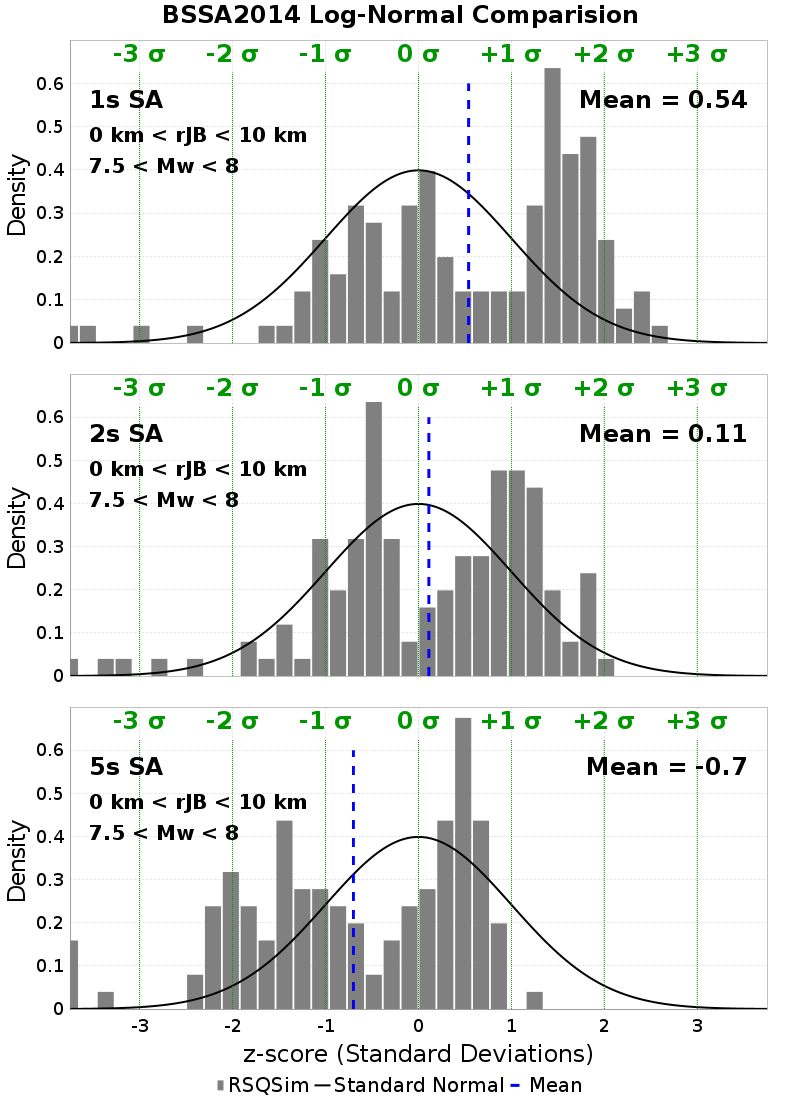 BSSA2014 Log-Normal Comparision
-3 σ -2 σ -1 σ 0 σ +1 σ +2 σ +3 σ
1s SA
Mean = 0.54
0 km < rJB < 10 km
7.5 < Mw < 8
Density
0.6
0.5
0.4
0.3
0.2
0.1
0
-3 σ -2 σ -1 σ 0 σ +1 σ +2 σ +3 σ
2s SA
Mean = 0.11
0 km < rJB < 10 km
7.5 < Mw < 8
Density
0.6
0.5
0.4
0.3
0.2
0.1
0
-3 σ -2 σ -1 σ 0 σ +1 σ +2 σ +3 σ
5s SA
Mean = -0.7
0 km < rJB < 10 km
7.5 < Mw < 8
Density
0.6
0.5
0.4
0.3
0.2
0.1
0
-3 -2 -1 0 1 2 3
z-score (Standard Deviations)
RSQSim Standard Normal Mean